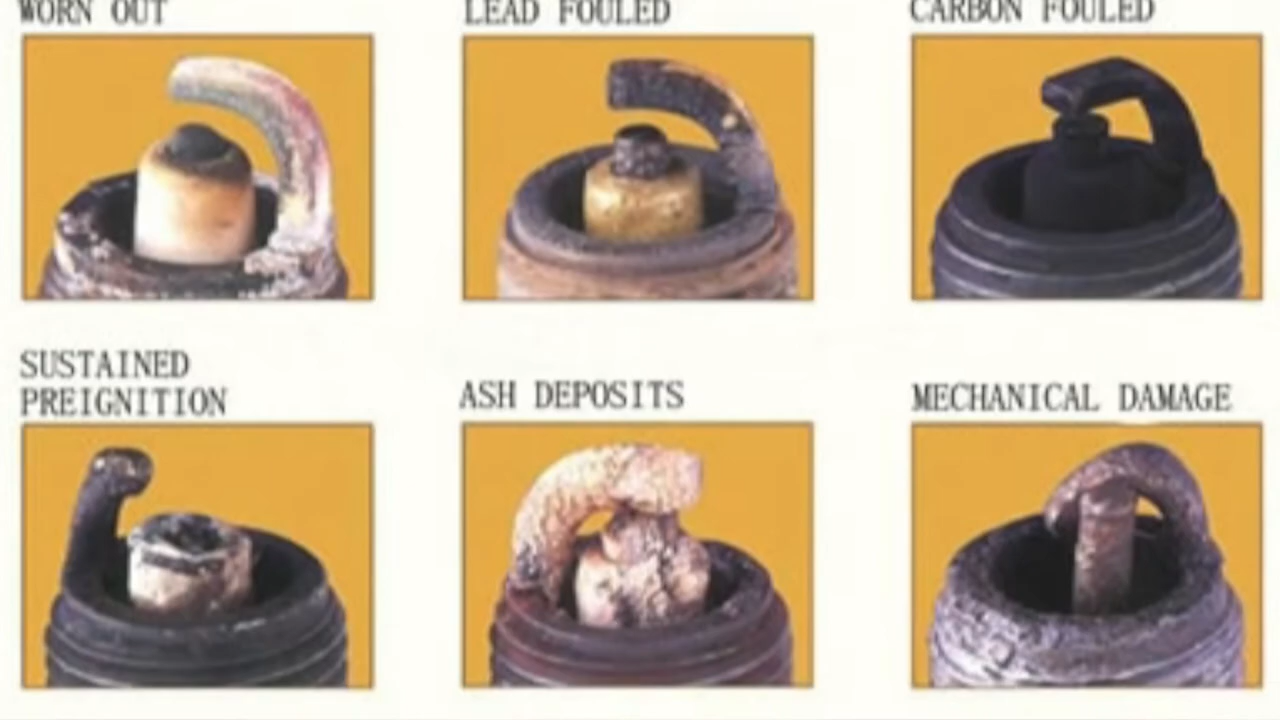 WORN OUT
LEAD FOULED
CARBON FOULED
SUSTAINED
PREIGNITION
ASH DEPOSITS
MECHANICAL DAMAGE